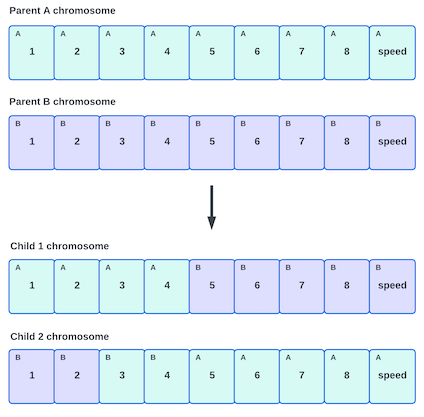 Parent A chromosome
A A A A A A A A A
1 2 3 4 5 6 7 8 speed
Parent B chromosome
B B B B B B B B B
1 2 3 4 5 6 7 8 speed
Child 1 chromosome
A A A A B B B B B
1 2 3 4 5 6 7 8 speed
Child 2 chromosome
B B B B A A A A A
1 2 3 4 5 6 7 8 speed